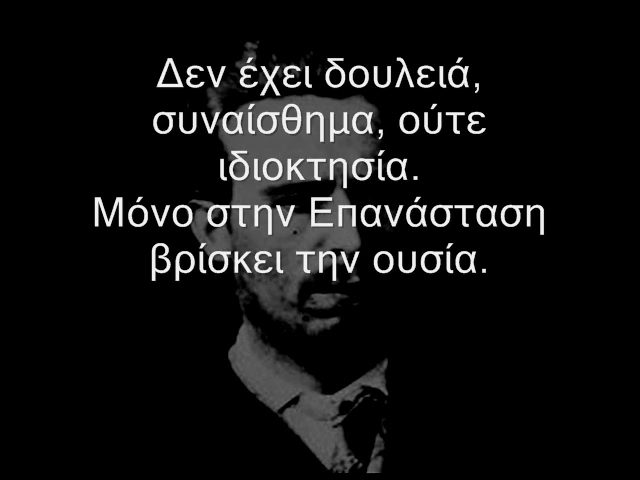 Δεν έχει δουλειά,
συναίσθημα, ούτε
ιδιοκτησία.
Μόνο στην Επανάσταση
βρίσκει την ουσία.